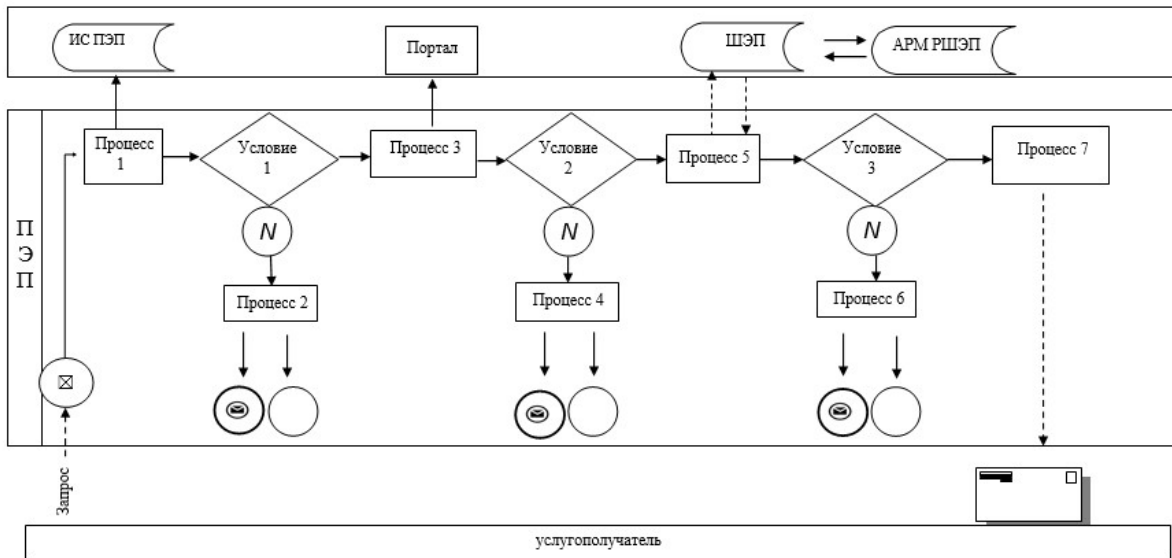 ИС ПЭП
Портал
ШЭП
АРМ РШЭП
Процесс
1
Условие
1
Процесс 3
Условие
2
Процесс 5
Условие
3
Процесс 7
N
N
N
П
Э
П
Процесс 2
Процесс 4
Процесс 6
Запрос
услугополучатель